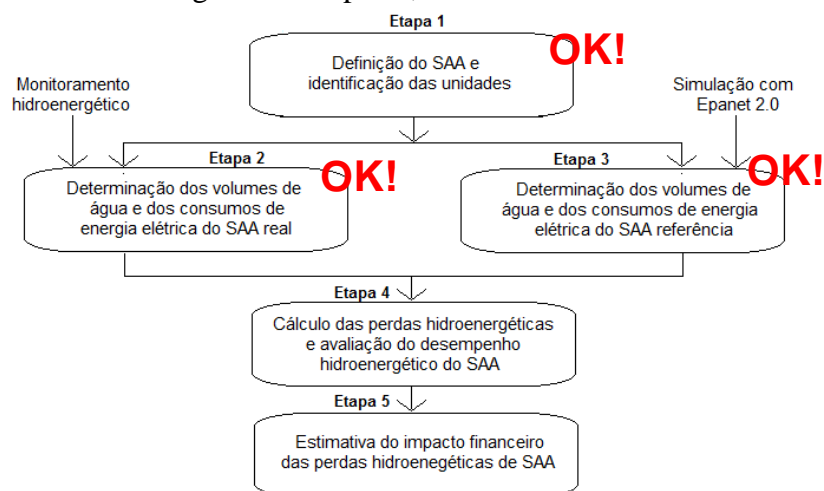 Etapa 1
OK!
Definição do SAA e
identificação das unidades
Monitoramento
hidroenergético
Simulação com
Epanet 2.0
Etapa 2
OK!
Determinação dos volumes de
água e dos consumos de
energia elétrica do SAA real
Etapa 3
OK!
Determinação dos volumes de
água e dos consumos de energia
elétrica do SAA referência
Etapa 4
Cálculo das perdas hidroenergéticas
e avaliação do desempenho
hidroenergético do SAA
Etapa 5
Estimativa do impacto financeiro
das perdas hidroenegéticas de SAA